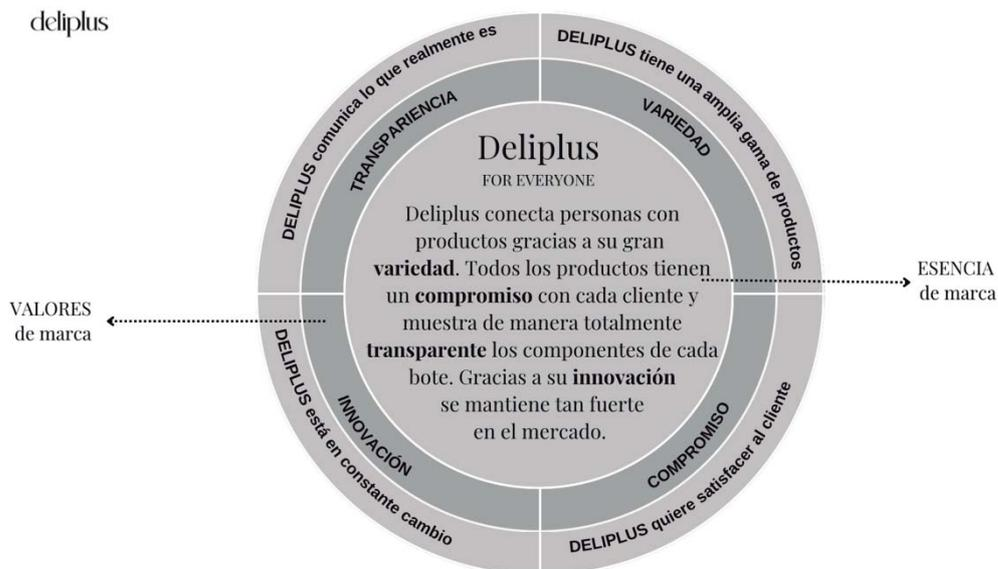 deliplus
DELIPLUS comunica lo que realmente es
DELIPLUS tiene una amplia gama de productos
TRANSPARIENCIA
VARIEDAD
Deliplus
FOR EVERYONE
Deliplus conecta personas con
productos gracias a su gran
variedad. Todos los productos tienen
un compromiso con cada cliente y
muestra de manera totalmente
transparente los componentes de cada
bote. Gracias a su innovación
se mantiene tan fuerte
en el mercado.
ESENCIA
de marca
VALORES
de marca
INNOVACIÓN
COMPROMISO
DELIPLUS está en constante cambio
DELIPLUS quiere satisfacer al cliente